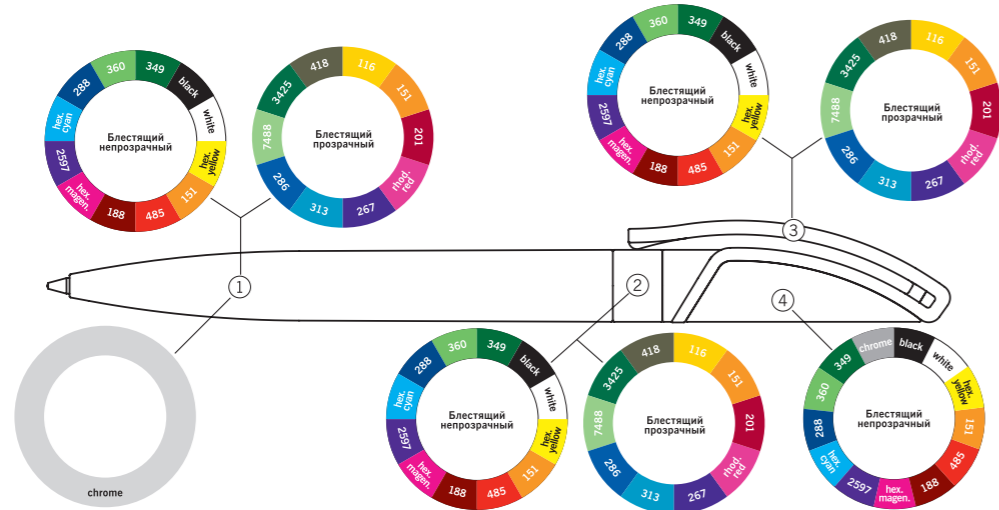 360
349
black
white
hex.
yellow
151
485
188
hex.
magen.
2597
hex.
cyan
288
Блестящий
непрозрачный
418
116
151
201
rhod.
red
267
313
286
7488
3425
Блестящий
прозрачный
360
349
black
white
hex.
yellow
151
485
188
hex.
magen.
2597
hex.
cyan
288
Блестящий
непрозрачный
418
116
151
201
rhod.
red
267
313
286
7488
3425
Блестящий
прозрачный
1
2
3
4
chrome
360
349
black
white
hex.
yellow
151
485
188
hex.
magen.
2597
hex.
cyan
288
Блестящий
непрозрачный
418
116
151
201
rhod.
red
267
313
286
7488
3425
Блестящий
прозрачный
chrome
black
white
hex.
yellow
151
485
188
hex.
magen.
2597
hex.
cyan
288
360
349
Блестящий
непрозрачный